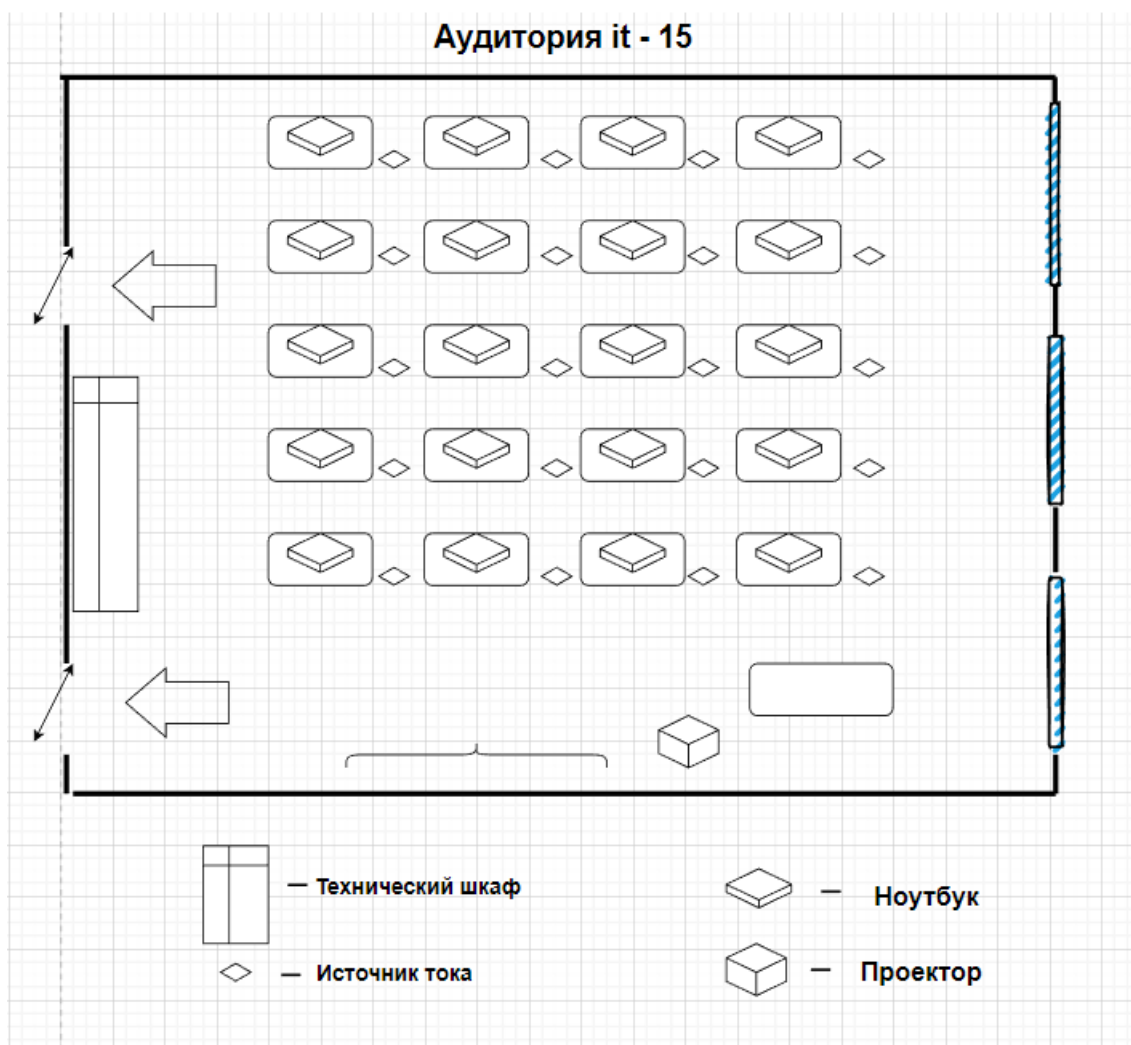 Аудитория it - 15
— Технический шкаф
— Ноутбук
— Источник тока
— Проектор